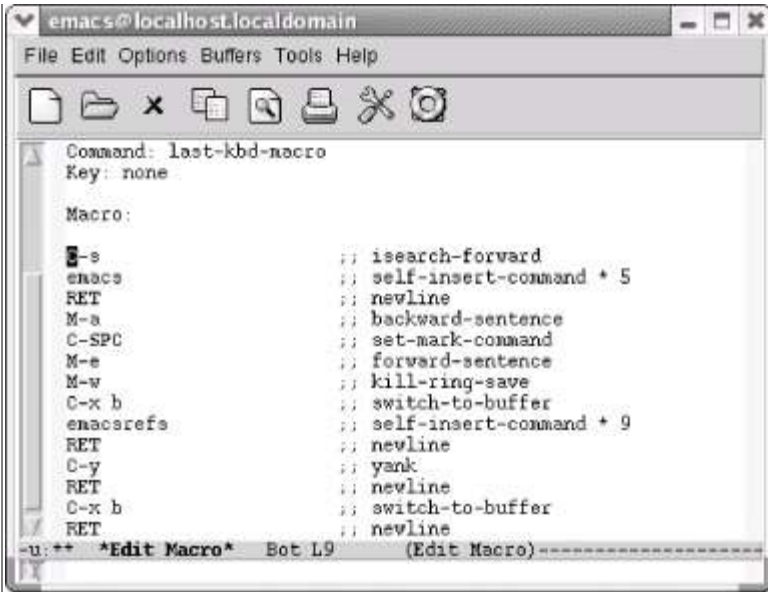 emacs@localhost.localdomain
File Edit Options Buffers Tools Help
Command: last-kbd-macro
Key: none
Macro:
C-s ;; isearch-forward
emacs ;; self-insert-command * 5
RET ;; newline
M-a ;; backward-sentence
C-SPC ;; set-mark-command
M-e ;; forward-sentence
M-w ;; kill-ring-save
C-x b ;; switch-to-buffer
emacsrefs ;; self-insert-command * 9
RET ;; newline
C-y ;; yank
RET ;; newline
C-x b ;; switch-to-buffer
RET ;; newline
-u:** *Edit Macro* Bot L9 (Edit Macro)---------------------